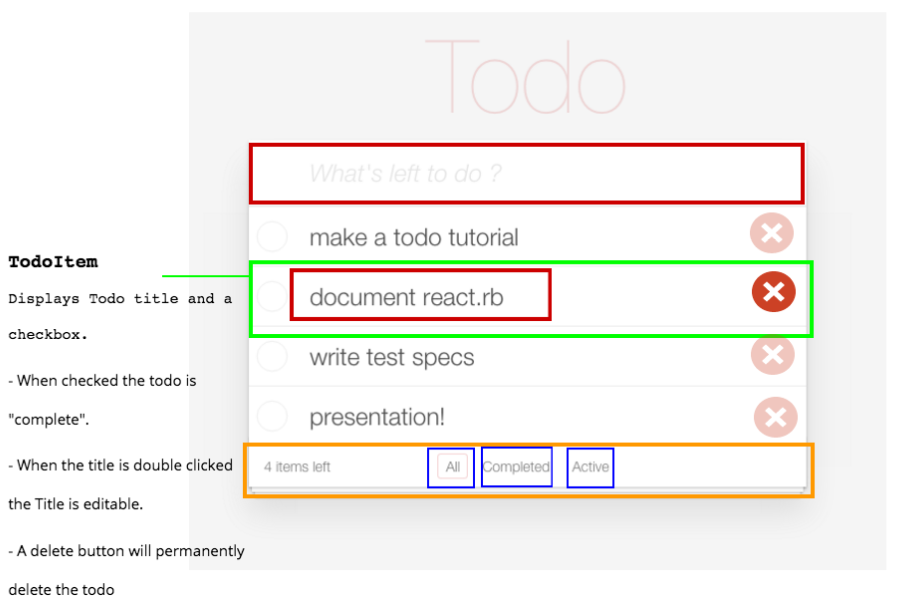 Todo
What's left to do ?
make a todo tutorial
document react.rb
write test specs
presentation!
4 items left
All
Completed
Active
TodoItem
Displays Todo title and a
checkbox.
- When checked the todo is
"complete".
- When the title is double clicked
the Title is editable.
- A delete button will permanently
delete the todo